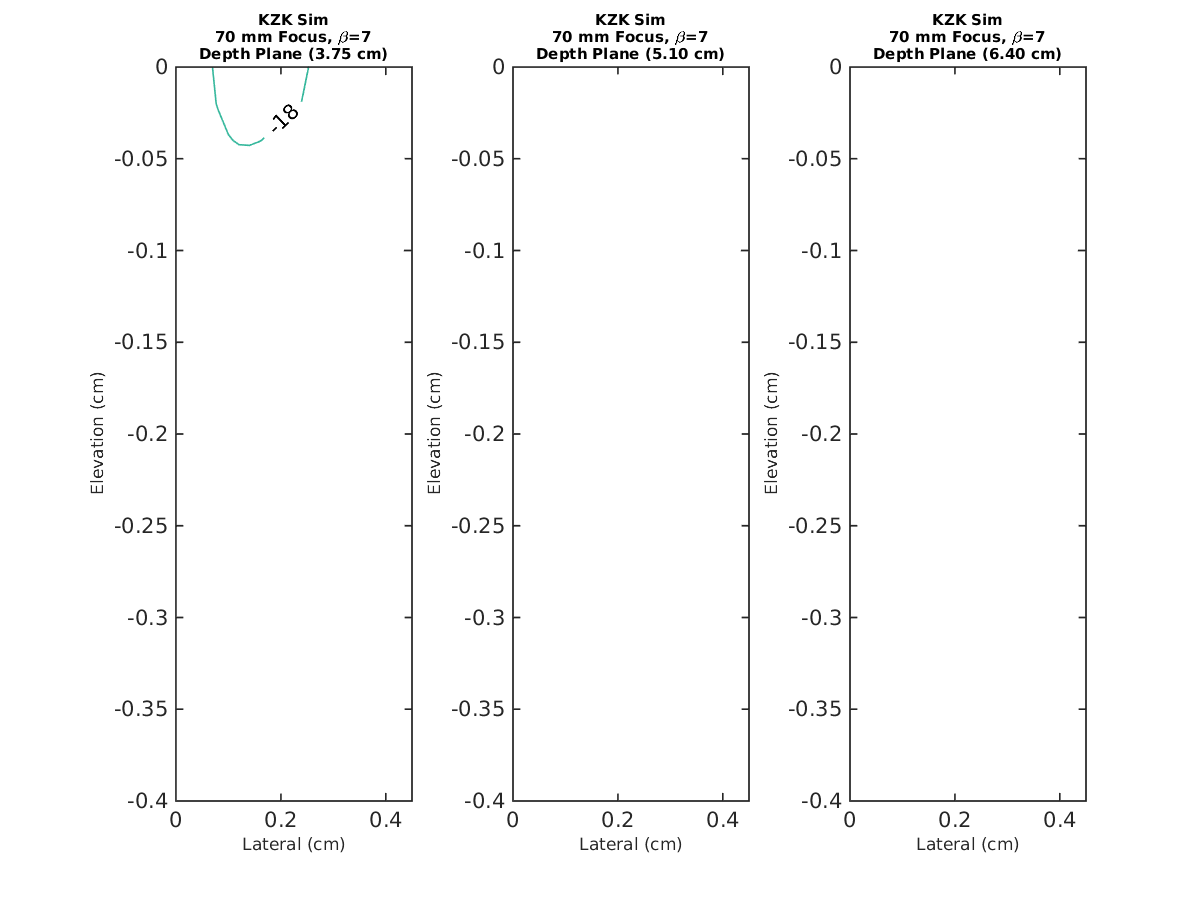 KZK Sim
70 mm Focus, β=7
Depth Plane (3.75 cm)
0
-0.05
-0.1
-0.15
-0.2
-0.25
-0.3
-0.35
-0.4
Elevation (cm)
-18
0
0.2
0.4
Lateral (cm)
KZK Sim
70 mm Focus, β=7
Depth Plane (5.10 cm)
0
-0.05
-0.1
-0.15
-0.2
-0.25
-0.3
-0.35
-0.4
Elevation (cm)
0
0.2
0.4
Lateral (cm)
KZK Sim
70 mm Focus, β=7
Depth Plane (6.40 cm)
0
-0.05
-0.1
-0.15
-0.2
-0.25
-0.3
-0.35
-0.4
Elevation (cm)
0
0.2
0.4
Lateral (cm)